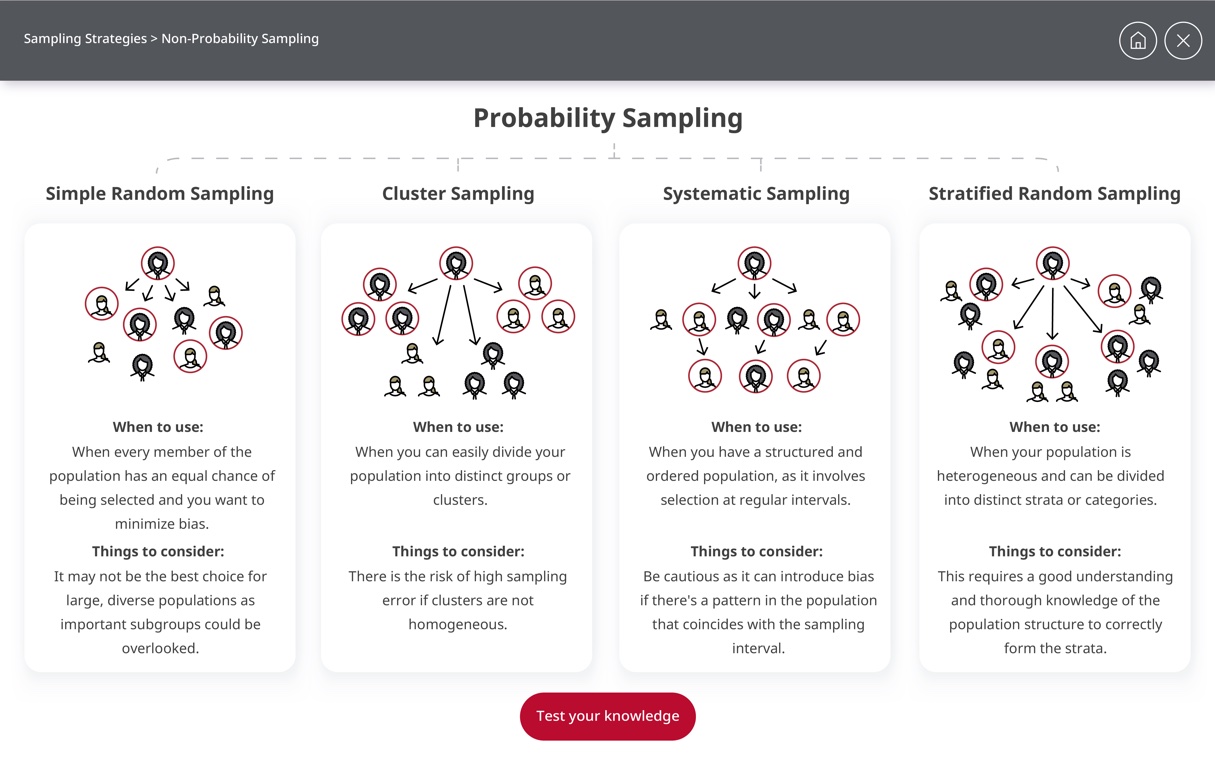 Sampling Strategies > Non-Probability Sampling
Probability Sampling
Simple Random Sampling
When to use:
When every member of the
population has an equal chance of
being selected and you want to
minimize bias.
Things to consider:
It may not be the best choice for
large, diverse populations as
important subgroups could be
overlooked.
Cluster Sampling
When to use:
When you can easily divide your
population into distinct groups or
clusters.
Things to consider:
There is the risk of high sampling
error if clusters are not
homogeneous.
Systematic Sampling
When to use:
When you have a structured and
ordered population, as it involves
selection at regular intervals.
Things to consider:
Be cautious as it can introduce bias
if there's a pattern in the population
that coincides with the sampling
interval.
Stratified Random Sampling
When to use:
When your population is
heterogeneous and can be divided
into distinct strata or categories.
Things to consider:
This requires a good understanding
and thorough knowledge of the
population structure to correctly
form the strata.
Test your knowledge